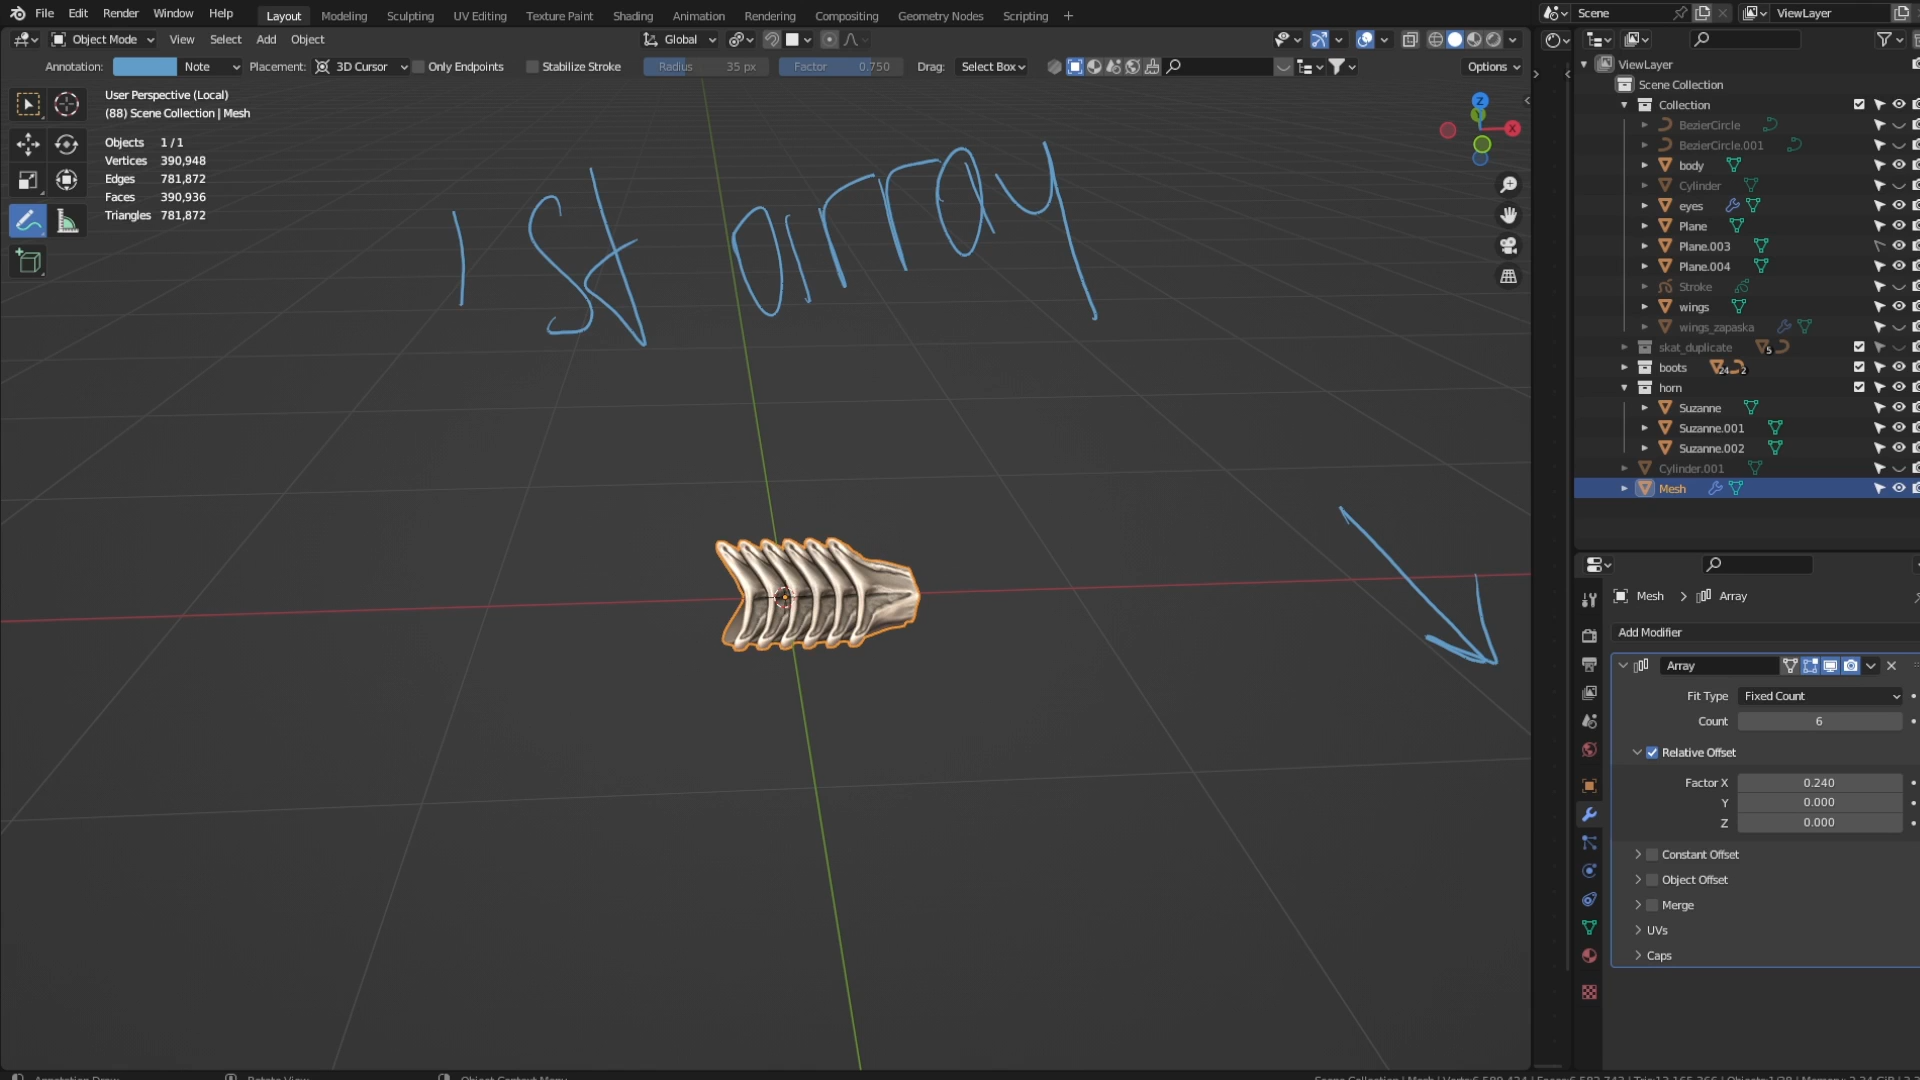 File Edit Render Window Help Layout Modeling Sculpting UV Editing Texture Paint Shading Animation Rendering Compositing Geometry Nodes Scripting + Scene ViewLayer
Object Mode View Select Add Object Global
Annotation: Note Placement: 3D Cursor Only Endpoints Stabilize Stroke Radius 35 px Factor 0.750 Drag: Select Box Options
User Perspective (Local)
(88) Scene Collection | Mesh
Objects 1 / 1
Vertices 390,948
Edges 781,872
Faces 390,936
Triangles 781,872
1 St array
Z
X
ViewLayer
Scene Collection
Collection
BezierCircle
BezierCircle.001
body
Cylinder
eyes
Plane
Plane.003
Plane.004
Stroke
wings
wings_zapaska
skat_duplicate 5
boots 24 2
horn
Suzanne
Suzanne.001
Suzanne.002
Cylinder.001
Mesh
Mesh > Array
Add Modifier
Array
Fit Type Fixed Count
Count 6
Relative Offset
Factor X 0.240
Y 0.000
Z 0.000
Constant Offset
Object Offset
Merge
UVs
Caps